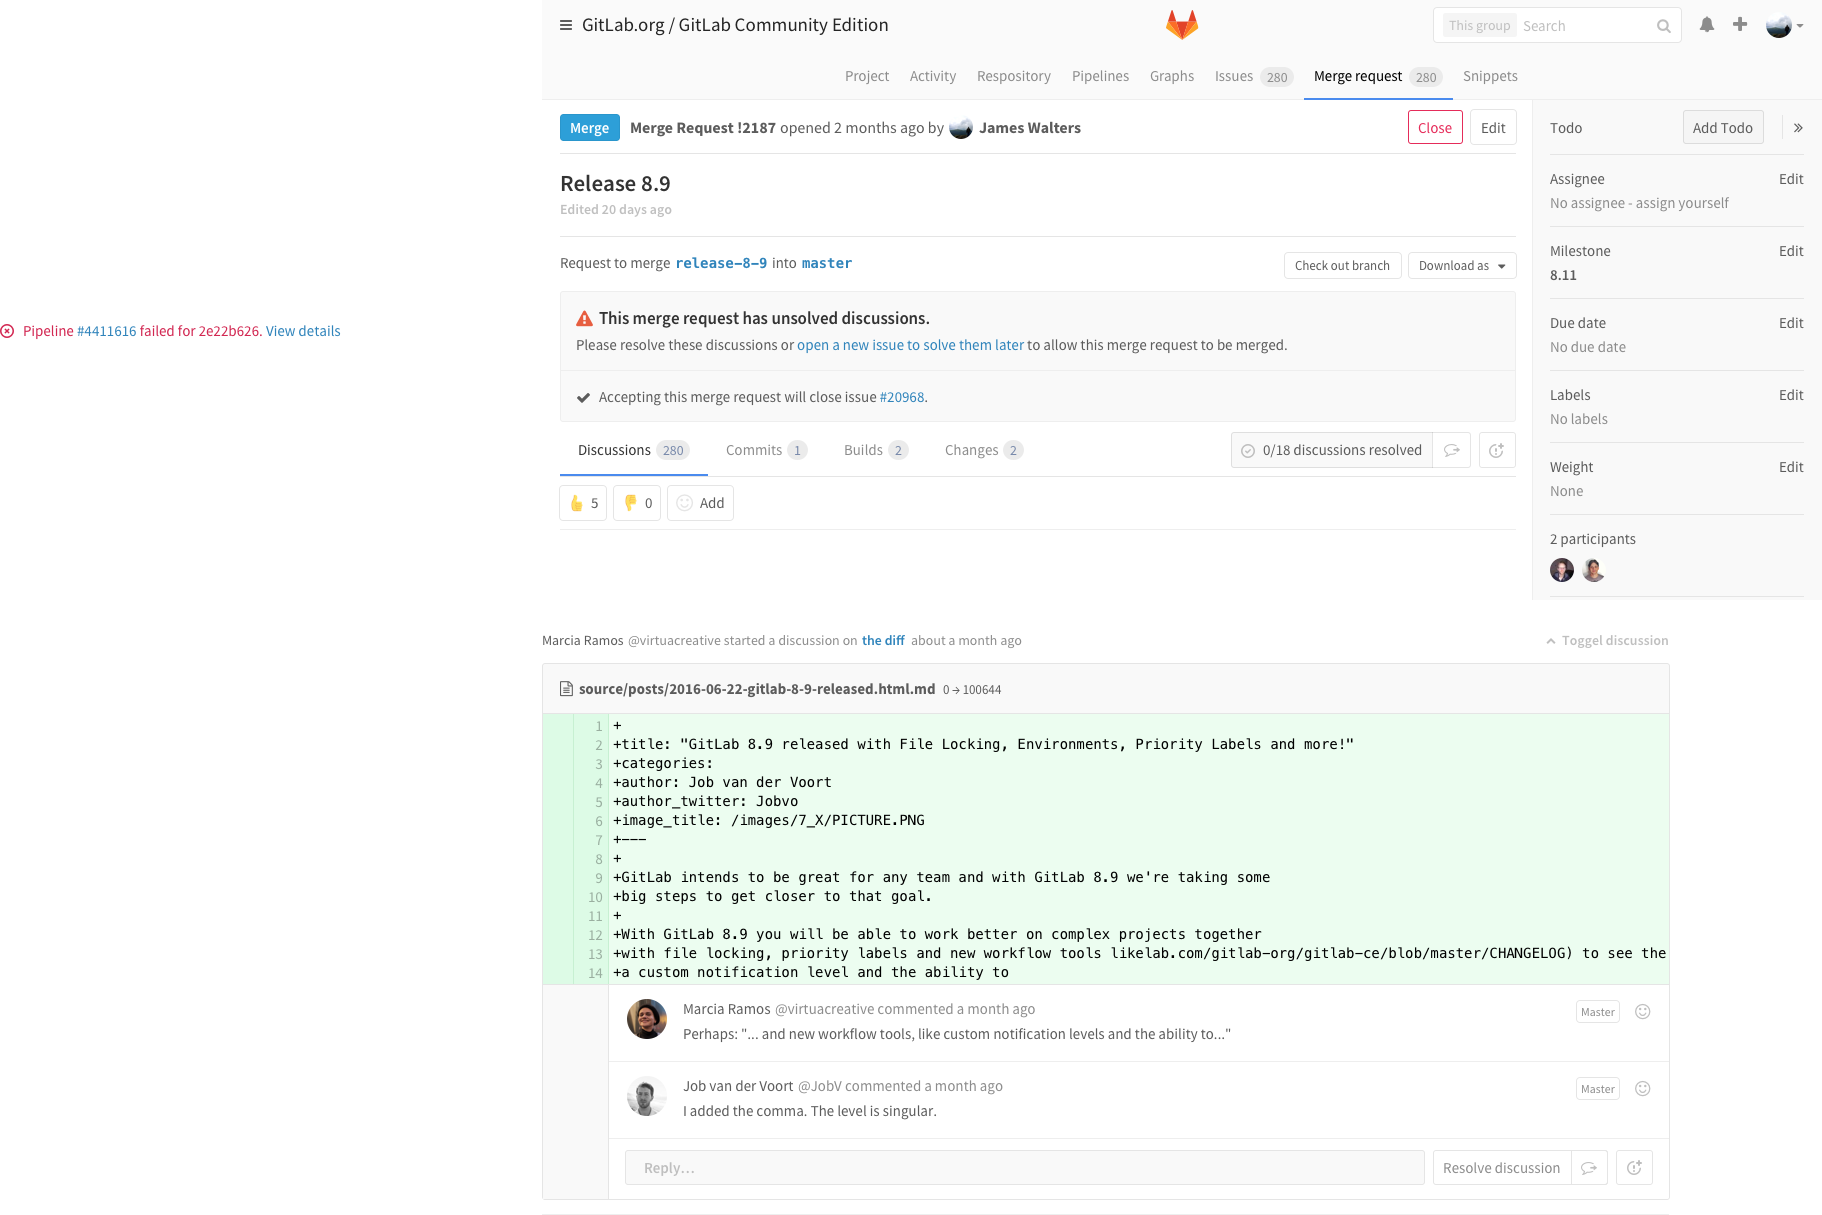 GitLab.org / GitLab Community Edition
This group Search
Project Activity Respository Pipelines Graphs Issues 280 Merge request 280 Snippets
Merge Merge Request !2187 opened 2 months ago by James Walters Close Edit
Release 8.9
Edited 20 days ago
Request to merge release-8-9 into master Check out branch Download as
This merge request has unsolved discussions.
Please resolve these discussions or open a new issue to solve them later to allow this merge request to be merged.
Accepting this merge request will close issue #20968.
Discussions 280 Commits 1 Builds 2 Changes 2 0/18 discussions resolved
5 0 Add
Todo Add Todo »
Assignee Edit
No assignee - assign yourself
Milestone Edit
8.11
Due date Edit
No due date
Labels Edit
No labels
Weight Edit
None
2 participants
Pipeline #4411616 failed for 2e22b626. View details
Marcia Ramos @virtuacreative started a discussion on the diff about a month ago Toggel discussion
source/posts/2016-06-22-gitlab-8-9-released.html.md 0 → 100644
1 +
2 +title: "GitLab 8.9 released with File Locking, Environments, Priority Labels and more!"
3 +categories:
4 +author: Job van der Voort
5 +author_twitter: Jobvo
6 +image_title: /images/7_X/PICTURE.PNG
7 +---
8 +
9 +GitLab intends to be great for any team and with GitLab 8.9 we're taking some
10 +big steps to get closer to that goal.
11 +
12 +With GitLab 8.9 you will be able to work better on complex projects together
13 +with file locking, priority labels and new workflow tools likelab.com/gitlab-org/gitlab-ce/blob/master/CHANGELOG) to see the
14 +a custom notification level and the ability to
Marcia Ramos @virtuacreative commented a month ago Master
Perhaps: "... and new workflow tools, like custom notification levels and the ability to..."
Job van der Voort @JobV commented a month ago Master
I added the comma. The level is singular.
Reply... Resolve discussion